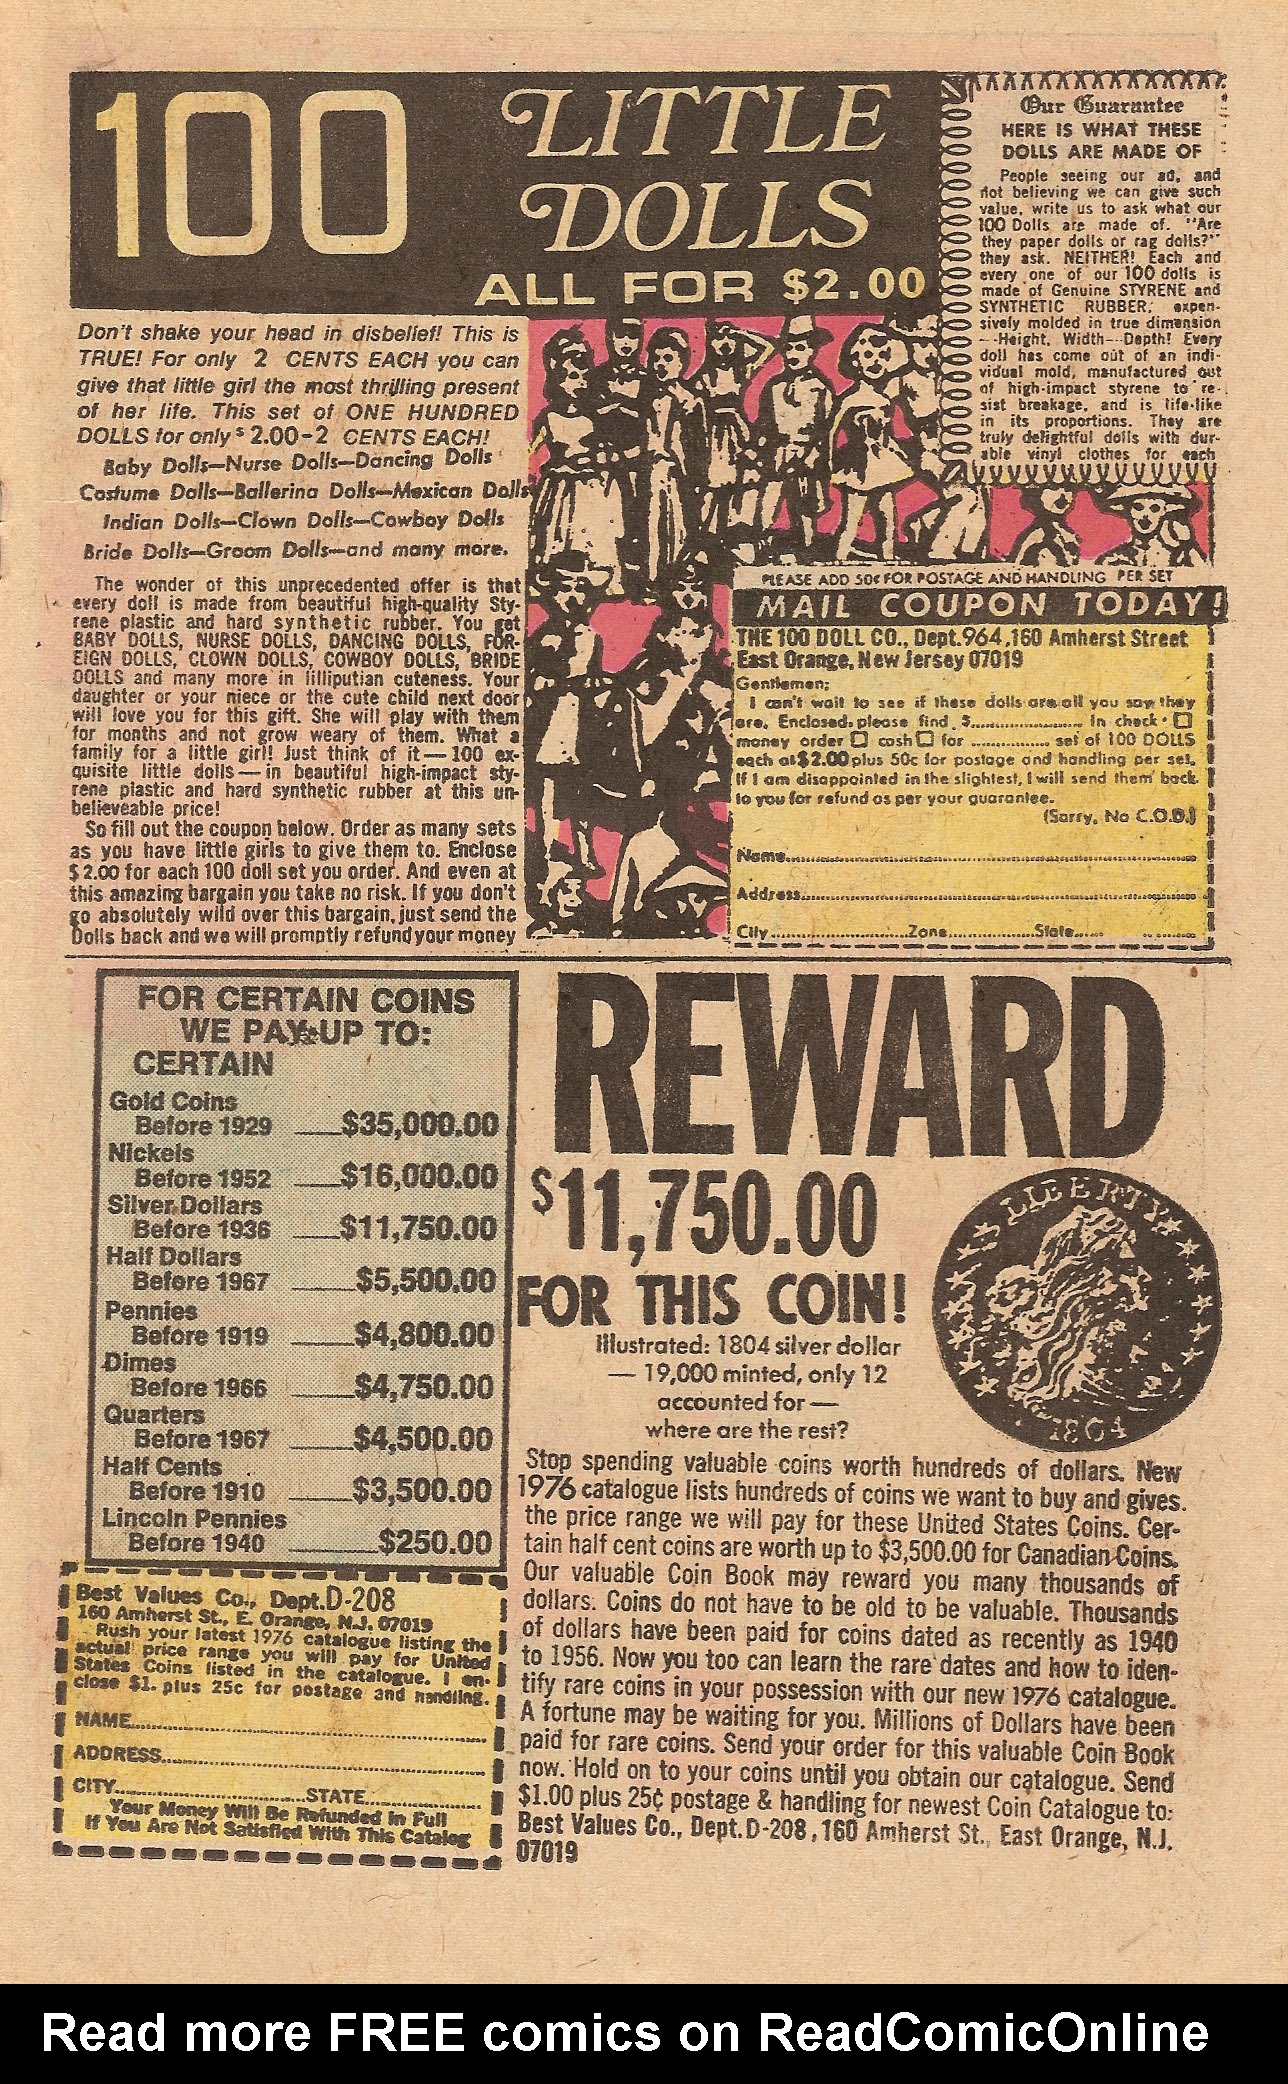 100
LITTLE
DOLLS
ALL FOR $2.00
Don't shake your head in disbelief! This is
TRUE! For only 2 CENTS EACH you can
give that little girl the most thrilling present
of her life. This set of ONE HUNDRED
DOLLS for only $2.00-2 CENTS EACH!
Baby Dolls—Nurse Dolls—Dancing Dolls
Costume Dolls—Ballerina Dolls—Mexican Dolls
Indian Dolls—Clown Dolls—Cowboy Dolls
Bride Dolls—Groom Dolls—and many more.
The wonder of this unprecedented offer is that
every doll is made from beautiful high-quality Sty-
rene plastic and hard synthetic rubber. You get
BABY DOLLS, NURSE DOLLS, DANCING DOLLS, FOR-
EIGN DOLLS, CLOWN DOLLS, COWBOY DOLLS, BRIDE
DOLLS and many more in lilliputian cuteness. Your
daughter or your niece or the cute child next door
will love you for this gift. She will play with them
for months and not grow weary of them. What a
family for a little girl! Just think of it — 100 ex-
quisite little dolls — in beautiful high-impact sty-
rene plastic and hard synthetic rubber at this un-
believeable price!
So fill out the coupon below. Order as many sets
as you have little girls to give them to. Enclose
$2.00 for each 100 doll set you order. And even at
this amazing bargain you take no risk. If you don't
go absolutely wild over this bargain, just send the
Dolls back and we will promptly refund your money
Our Guarantee
HERE IS WHAT THESE
DOLLS ARE MADE OF
People seeing our ad, and
not believing we can give such
value, write us to ask what our
100 Dolls are made of. "Are
they paper dolls or rag dolls?"
they ask. NEITHER! Each and
every one of our 100 dolls is
made of Genuine STYRENE and
SYNTHETIC RUBBER, expen-
sively molded in true dimension
--Height, Width--Depth! Every
doll has come out of an indi-
vidual mold, manufactured out
of high-impact styrene to re-
sist breakage, and is life-like
in its proportions. They are
truly delightful dolls with dur-
able vinyl clothes for each
PLEASE ADD 50¢ FOR POSTAGE AND HANDLING PER SET
MAIL COUPON TODAY!
THE 100 DOLL CO., Dept.964,160 Amherst Street
East Orange, New Jersey 07019
Gentlemen;
I can't wait to see if these dolls are all you say they
are. Enclosed please find $............ In check □
money order □ cash □ for ............ set of 100 DOLLS
each at $2.00 plus 50c for postage and handling per set.
If I am disappointed in the slightest, I will send them back
to you for refund as per your guarantee.
(Sorry, No C.O.D.)
Name............
Address............
City............Zone............State............
FOR CERTAIN COINS
WE PAY UP TO:
CERTAIN
Gold Coins
Before 1929 ____$35,000.00
Nickels
Before 1952 ____$16,000.00
Silver Dollars
Before 1936 ____$11,750.00
Half Dollars
Before 1967 ____$5,500.00
Pennies
Before 1919 ____$4,800.00
Dimes
Before 1966 ____$4,750.00
Quarters
Before 1967 ____$4,500.00
Half Cents
Before 1910 ____$3,500.00
Lincoln Pennies
Before 1940 ____$250.00
Best Values Co., Dept.D-208
160 Amherst St., E. Orange, N.J. 07019
Rush your latest 1976 catalogue listing the
actual price range you will pay for United
States Coins listed in the catalogue. I en-
close $1. plus 25c for postage and handling.
NAME............
ADDRESS............
CITY............STATE............
Your Money Will Be Refunded in Full
If You Are Not Satisfied With This Catalog
REWARD
$11,750.00
FOR THIS COIN!
Illustrated: 1804 silver dollar
— 19,000 minted, only 12
accounted for —
where are the rest?
LIBERTY
1804
Stop spending valuable coins worth hundreds of dollars. New
1976 catalogue lists hundreds of coins we want to buy and gives
the price range we will pay for these United States Coins. Cer-
tain half cent coins are worth up to $3,500.00 for Canadian Coins.
Our valuable Coin Book may reward you many thousands of
dollars. Coins do not have to be old to be valuable. Thousands
of dollars have been paid for coins dated as recently as 1940
to 1956. Now you too can learn the rare dates and how to iden-
tify rare coins in your possession with our new 1976 catalogue.
A fortune may be waiting for you. Millions of Dollars have been
paid for rare coins. Send your order for this valuable Coin Book
now. Hold on to your coins until you obtain our catalogue. Send
$1.00 plus 25¢ postage & handling for newest Coin Catalogue to:
Best Values Co., Dept. D-208, 160 Amherst St., East Orange, N.J.
07019
Read more FREE comics on ReadComicOnline